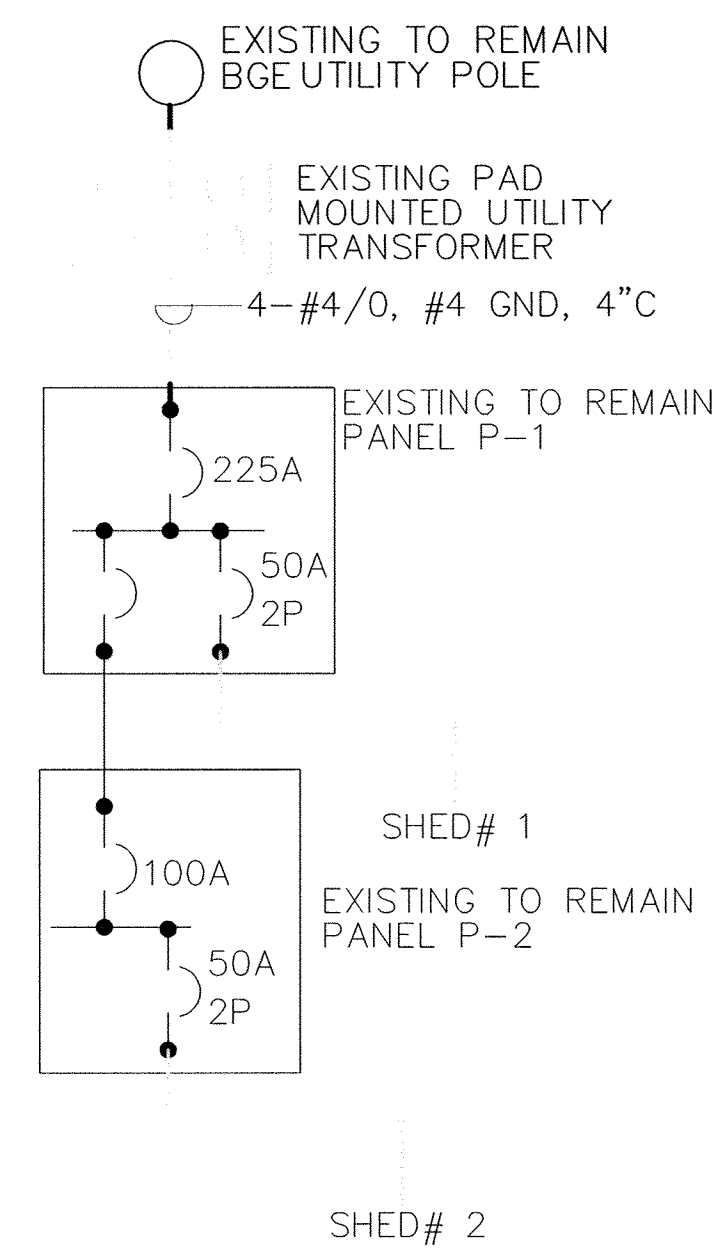 EXISTING TO REMAIN
BGE UTILITY POLE
EXISTING PAD
MOUNTED UTILITY
TRANSFORMER
4-#4/0, #4 GND, 4"C
EXISTING TO REMAIN
PANEL P-1
225A
50A
2P
SHED# 1
100A
EXISTING TO REMAIN
PANEL P-2
50A
2P
SHED# 2